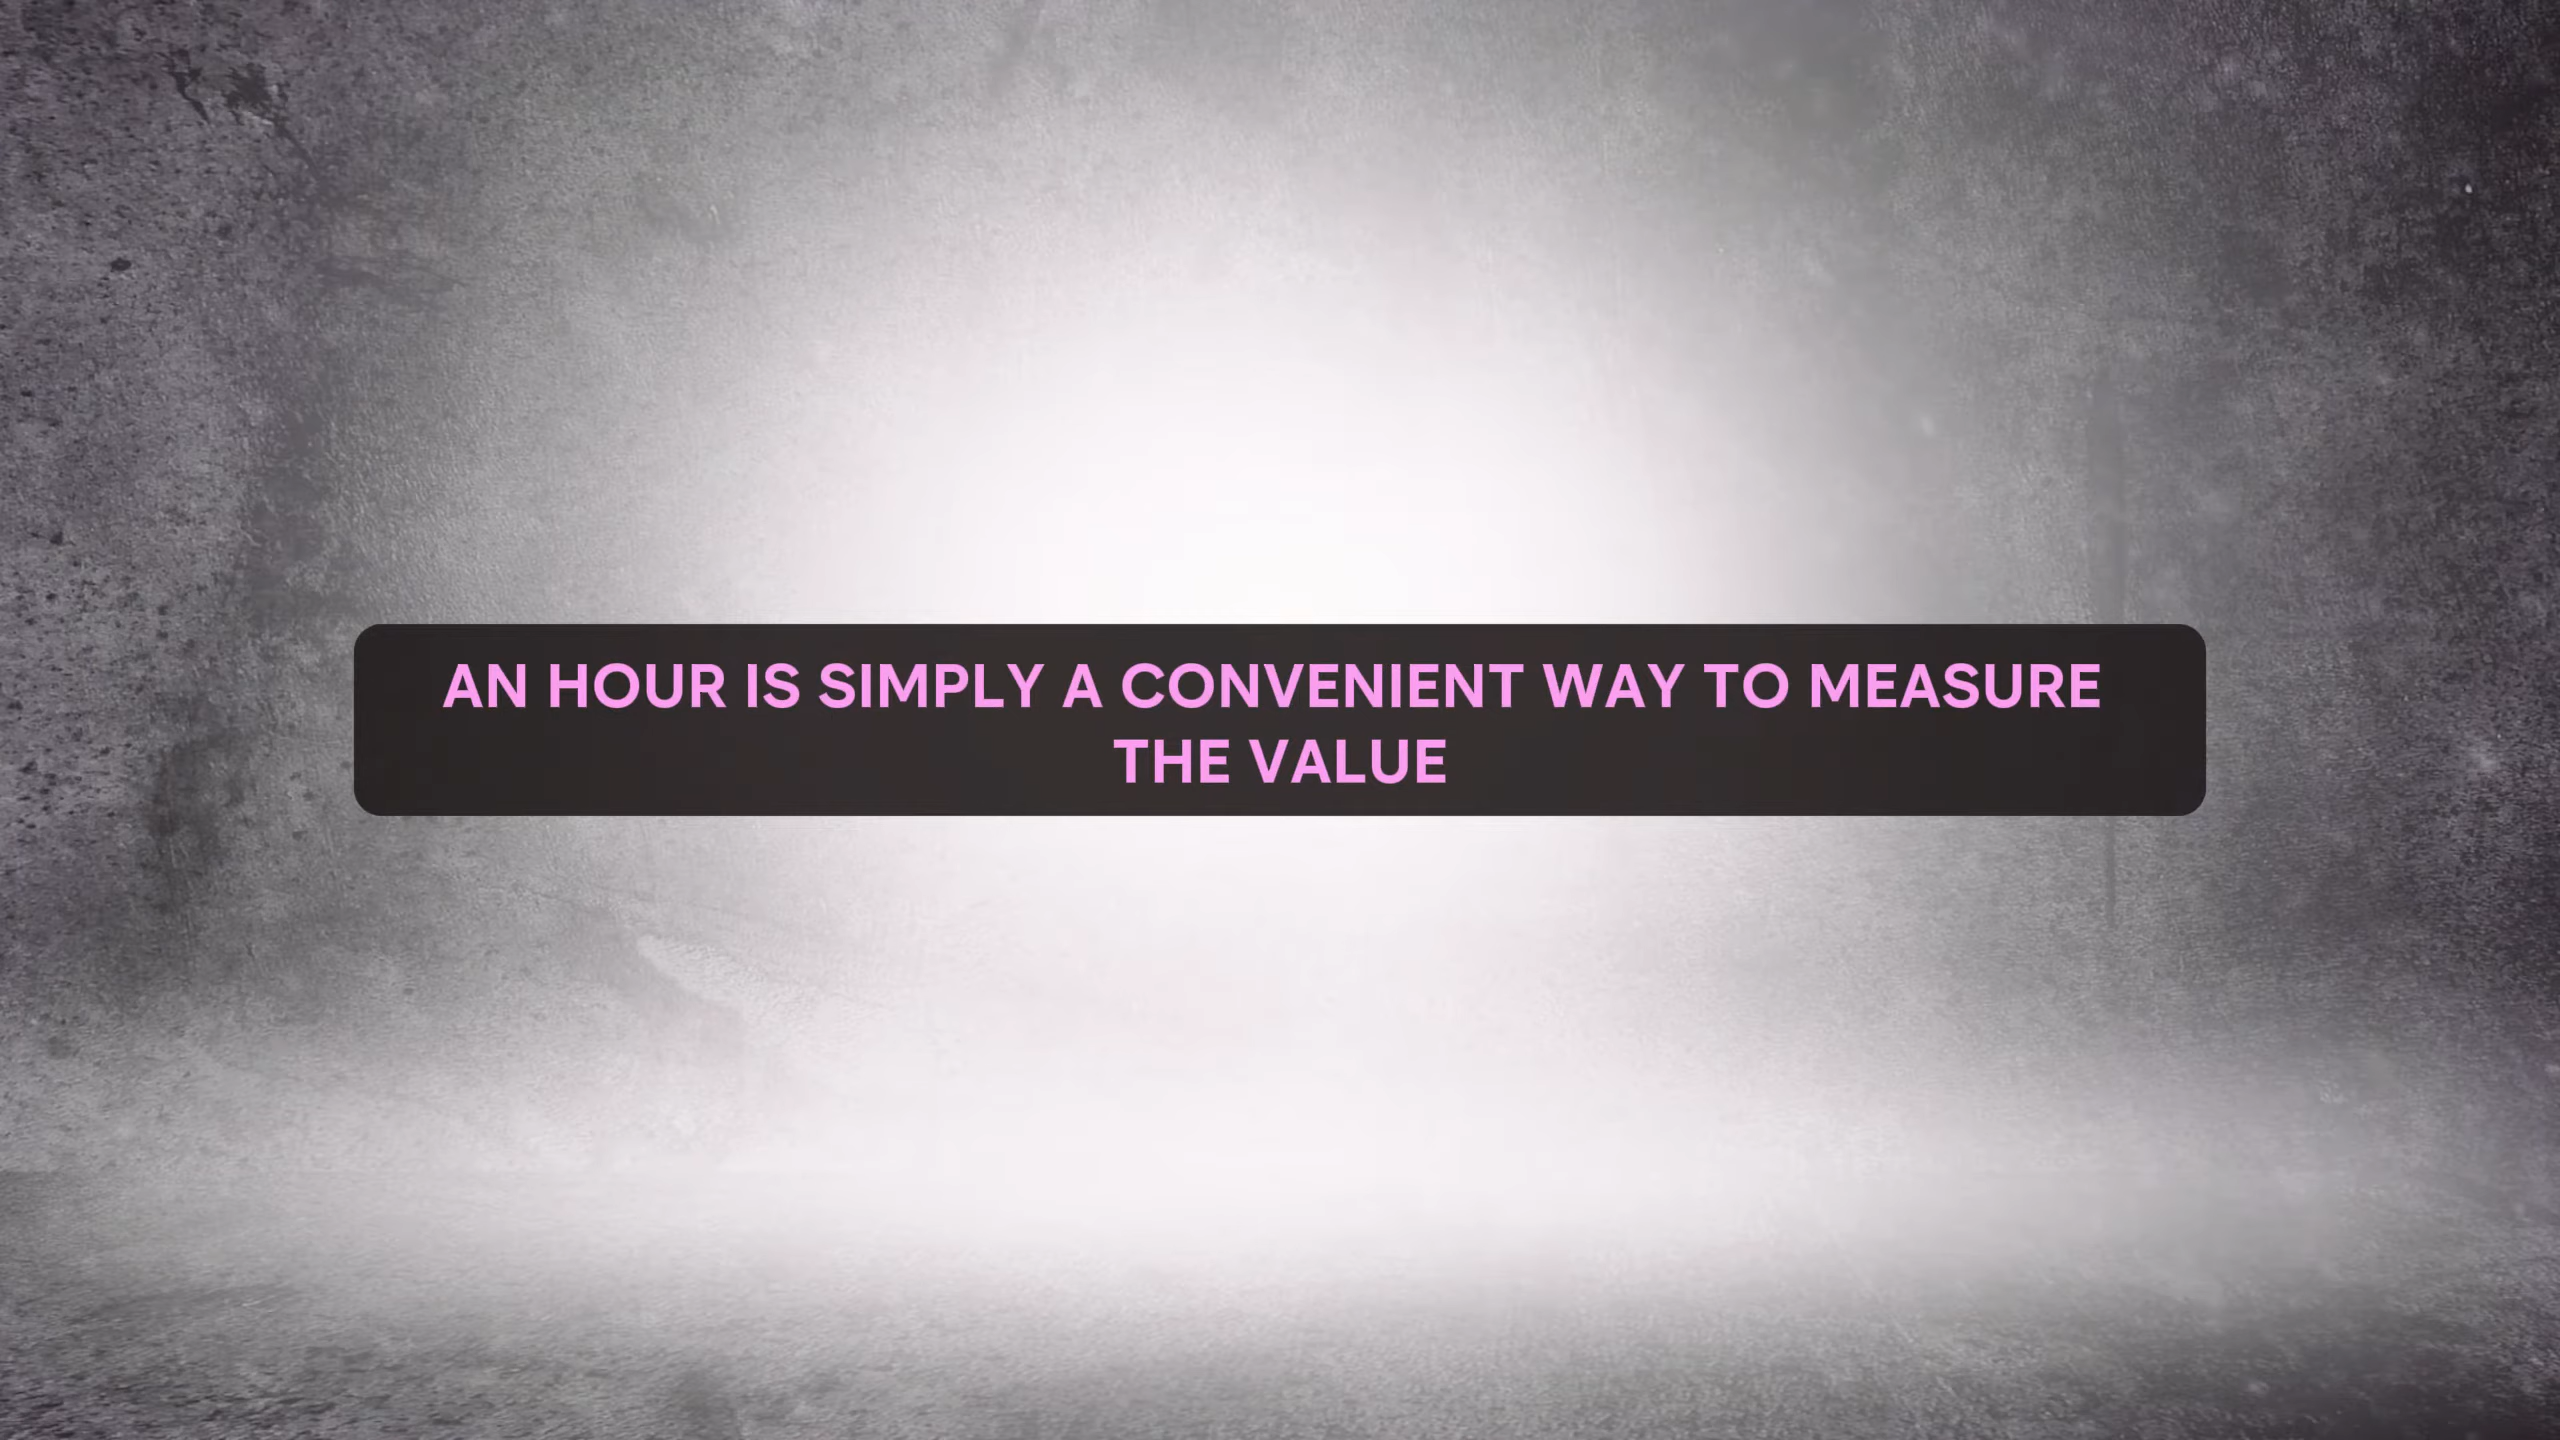 AN HOUR IS SIMPLY A CONVENIENT WAY TO MEASURE
THE VALUE